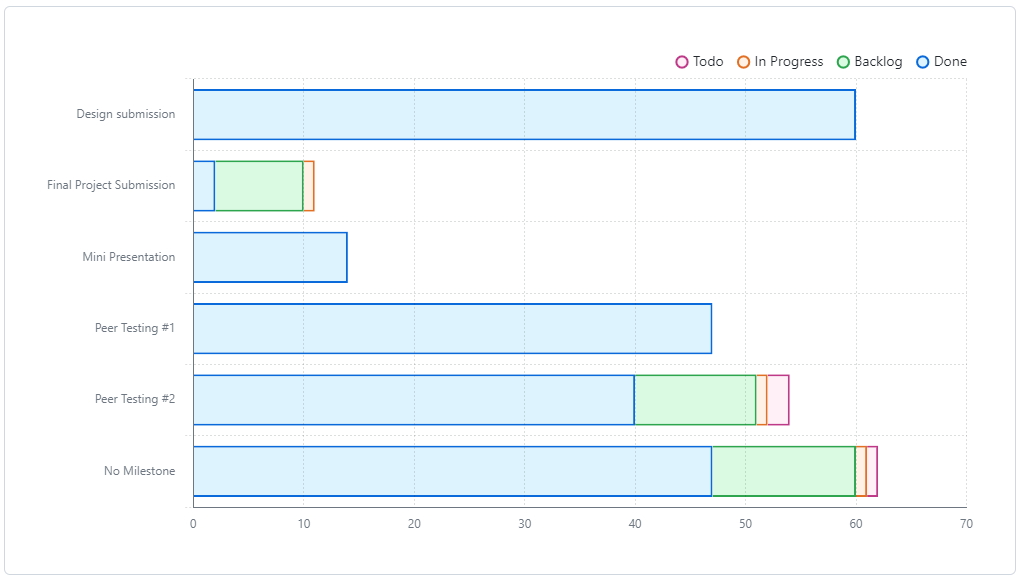 Todo In Progress Backlog Done
Design submission
Final Project Submission
Mini Presentation
Peer Testing #1
Peer Testing #2
No Milestone
0 10 20 30 40 50 60 70